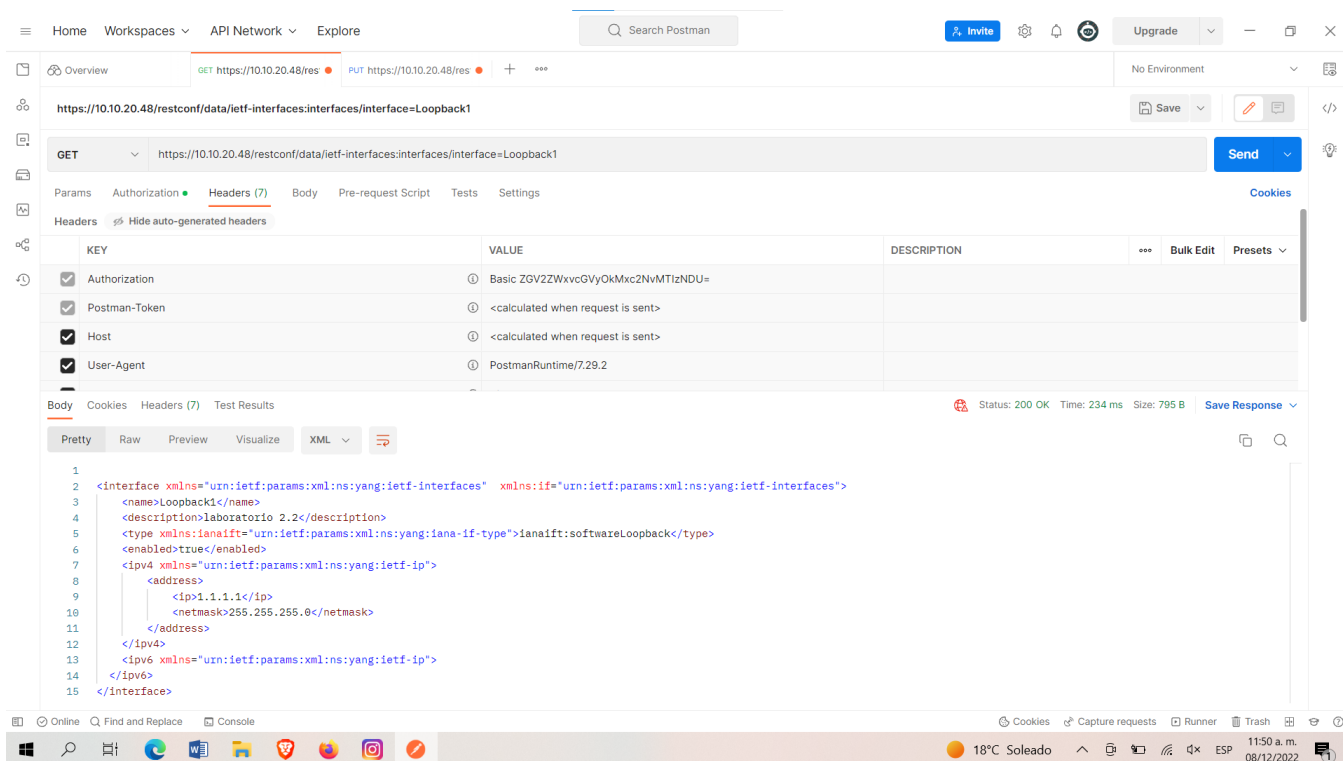 Home Workspaces API Network Explore Search Postman Invite Upgrade
Overview GET https://10.10.20.48/res PUT https://10.10.20.48/res No Environment
https://10.10.20.48/restconf/data/ietf-interfaces:interfaces/interface=Loopback1 Save
GET https://10.10.20.48/restconf/data/ietf-interfaces:interfaces/interface=Loopback1 Send
Params Authorization Headers (7) Body Pre-request Script Tests Settings Cookies
Headers Hide auto-generated headers
KEY VALUE DESCRIPTION Bulk Edit Presets
Authorization Basic ZGV2ZWxvcGVyOkMxc2NvMTIzNDU=
Postman-Token <calculated when request is sent>
Host <calculated when request is sent>
User-Agent PostmanRuntime/7.29.2
Body Cookies Headers (7) Test Results Status: 200 OK Time: 234 ms Size: 795 B Save Response
Pretty Raw Preview Visualize XML
1
2 <interface xmlns="urn:ietf:params:xml:ns:yang:ietf-interfaces" xmlns:if="urn:ietf:params:xml:ns:yang:ietf-interfaces">
3 <name>Loopback1</name>
4 <description>laboratorio 2.2</description>
5 <type xmlns:ianaift="urn:ietf:params:xml:ns:yang:iana-if-type">ianaift:softwareLoopback</type>
6 <enabled>true</enabled>
7 <ipv4 xmlns="urn:ietf:params:xml:ns:yang:ietf-ip">
8 <address>
9 <ip>1.1.1.1</ip>
10 <netmask>255.255.255.0</netmask>
11 </address>
12 </ipv4>
13 <ipv6 xmlns="urn:ietf:params:xml:ns:yang:ietf-ip">
14 </ipv6>
15 </interface>
Online Find and Replace Console Cookies Capture requests Runner Trash
18°C Soleado ESP 11:50 a. m.
08/12/2022
1